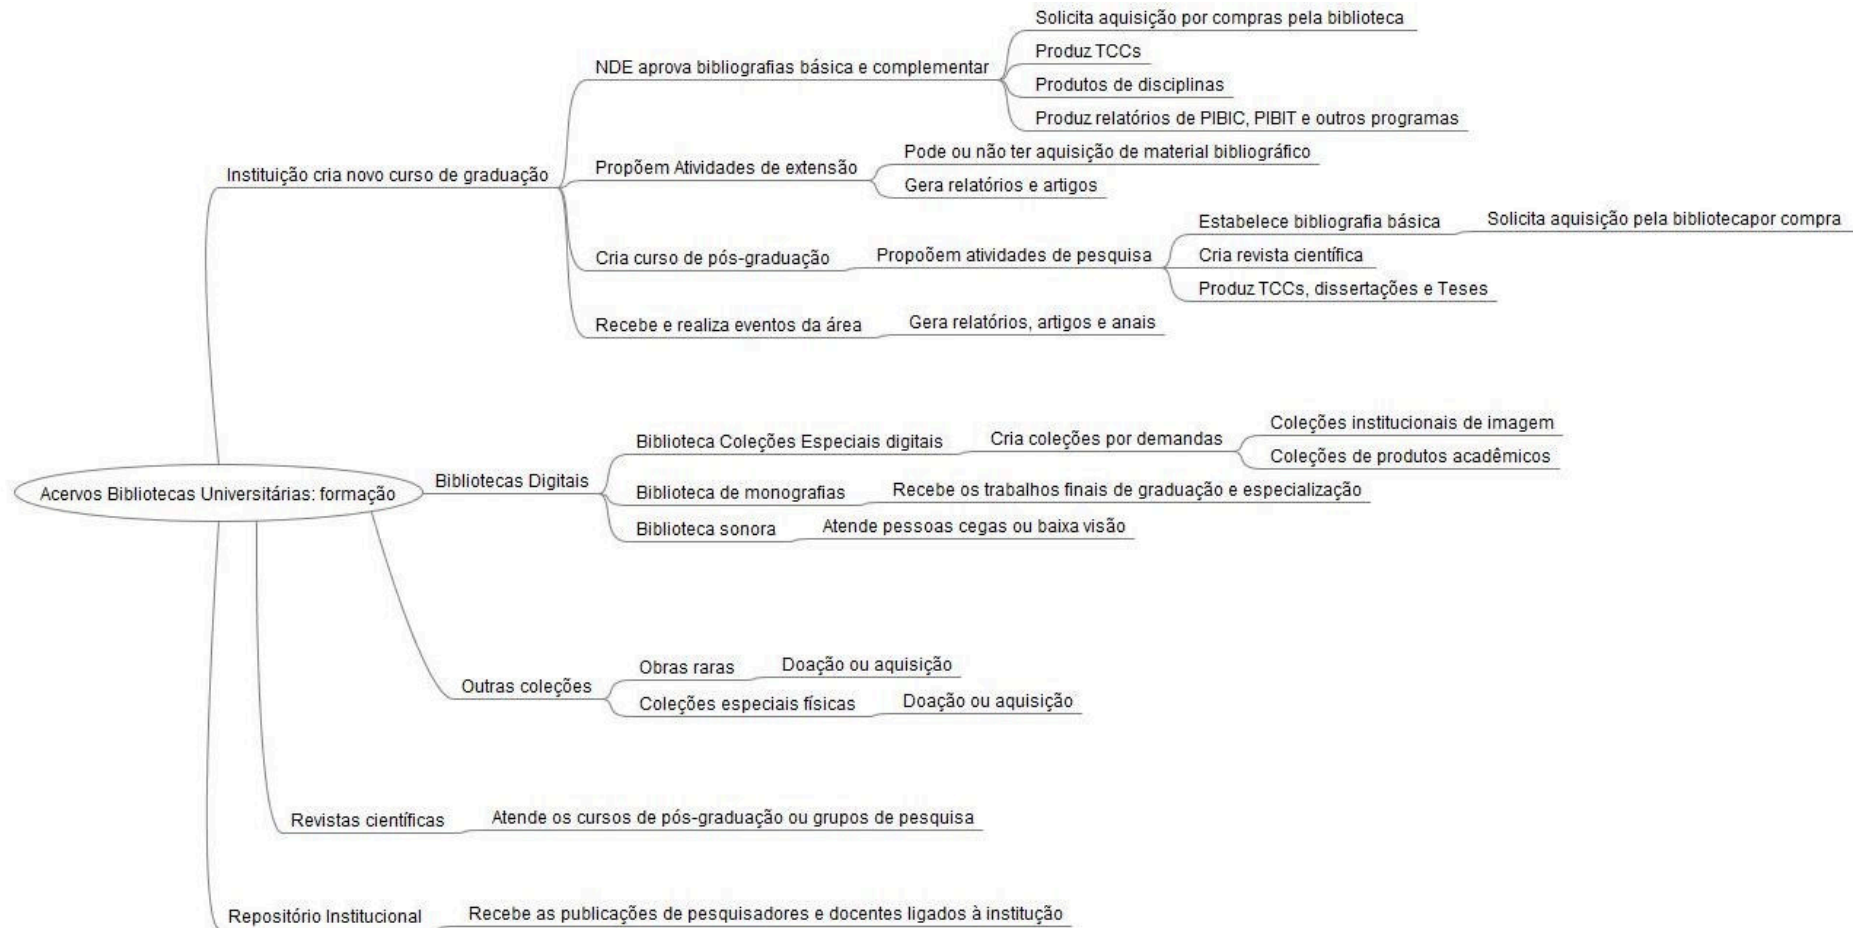 Solicita aquisição por compras pela biblioteca
Produz TCCs
NDE aprova bibliografias básica e complementar
Produtos de disciplinas
Produz relatórios de PIBIC, PIBIT e outros programas
Pode ou não ter aquisição de material bibliográfico
Propõem Atividades de extensão
Instituição cria novo curso de graduação
Gera relatórios e artigos
Estabelece bibliografia básica
Solicita aquisição pela bibliotecapor compra
Cria curso de pós-graduação
Propoõem atividades de pesquisa
Cria revista científica
Produz TCCs, dissertações e Teses
Recebe e realiza eventos da área
Gera relatórios, artigos e anais
Coleções institucionais de imagem
Biblioteca Coleções Especiais digitais
Cria coleções por demandas
Coleções de produtos acadêmicos
Bibliotecas Digitais
Acervos Bibliotecas Universitárias: formação
Biblioteca de monografias
Recebe os trabalhos finais de graduação e especialização
Biblioteca sonora
Atende pessoas cegas ou baixa visão
Obras raras
Doação ou aquisição
Outras coleções
Coleções especiais físicas
Doação ou aquisição
Revistas científicas
Atende os cursos de pós-graduação ou grupos de pesquisa
Repositório Institucional
Recebe as publicações de pesquisadores e docentes ligados à institução